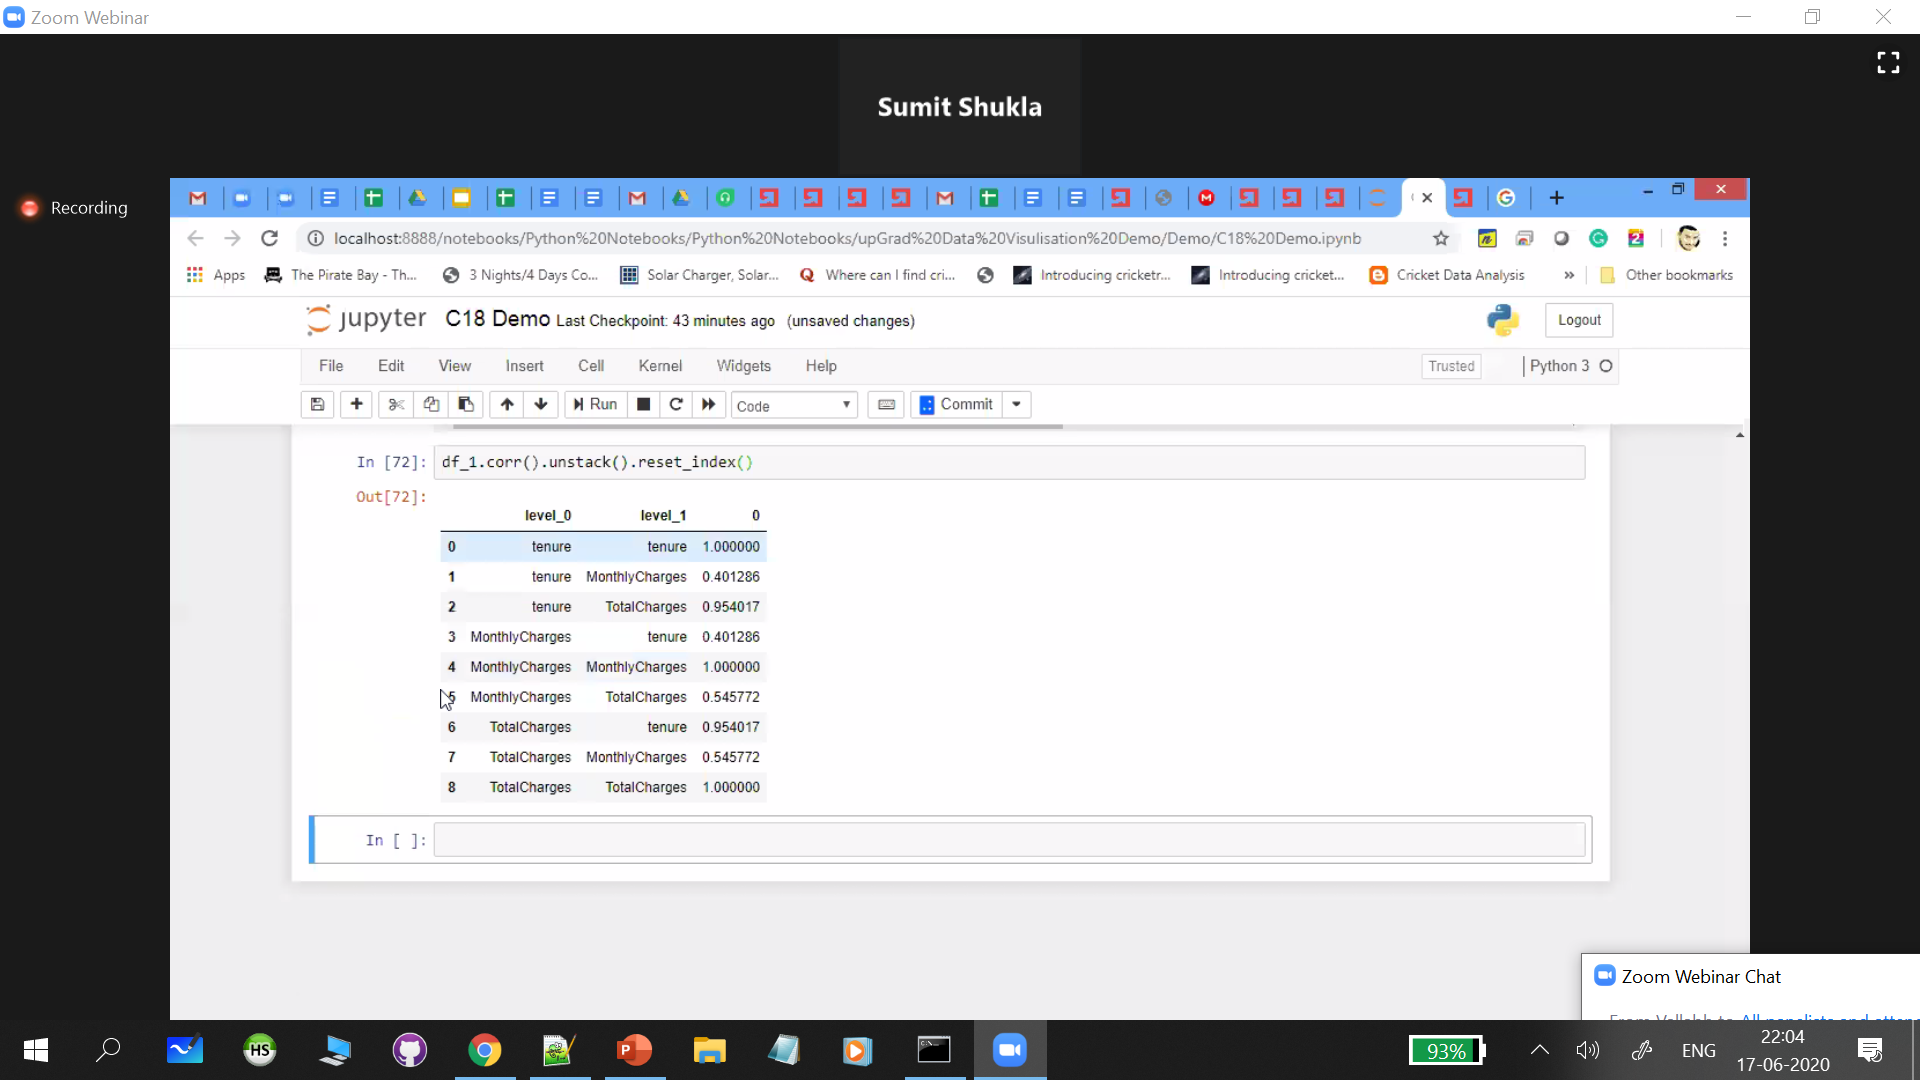 Zoom Webinar
Sumit Shukla
Recording
localhost:8888/notebooks/Python%20Notebooks/Python%20Notebooks/upGrad%20Data%20Visulisation%20Demo/Demo/C18%20Demo.ipynb
Apps The Pirate Bay - Th... 3 Nights/4 Days Co... Solar Charger, Solar... Where can I find cri... Introducing cricketr... Introducing cricket... Cricket Data Analysis » Other bookmarks
jupyter C18 Demo Last Checkpoint: 43 minutes ago (unsaved changes) Logout
File Edit View Insert Cell Kernel Widgets Help Trusted Python 3
Run Code Commit
In [72]: df_1.corr().unstack().reset_index()
Out[72]:
level_0 level_1 0
0 tenure tenure 1.000000
1 tenure MonthlyCharges 0.401286
2 tenure TotalCharges 0.954017
3 MonthlyCharges tenure 0.401286
4 MonthlyCharges MonthlyCharges 1.000000
5 MonthlyCharges TotalCharges 0.545772
6 TotalCharges tenure 0.954017
7 TotalCharges MonthlyCharges 0.545772
8 TotalCharges TotalCharges 1.000000
In [ ]:
Zoom Webinar Chat
HS
93% ENG 22:04
17-06-2020